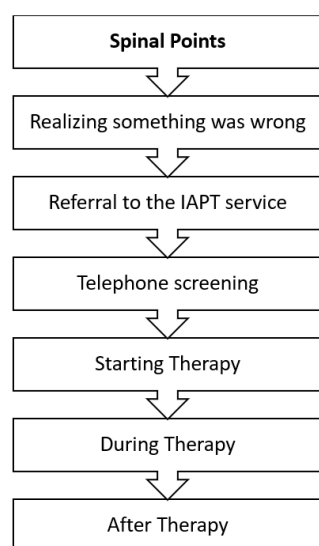 Spinal Points
Realizing something was wrong
Referral to the IAPT service
Telephone screening
Starting Therapy
During Therapy
After Therapy